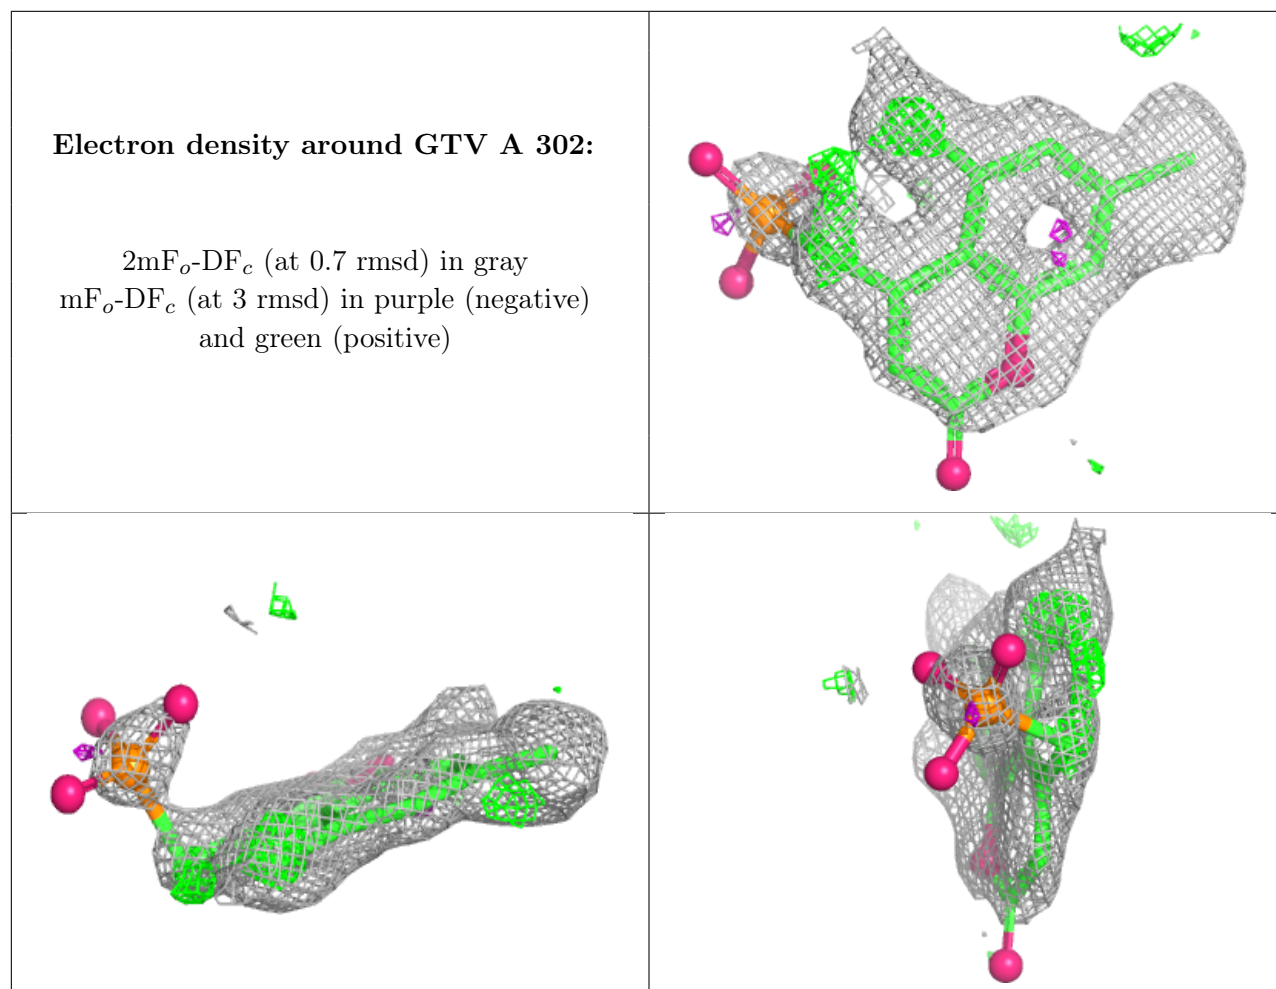 Electron density around GTV A 302:
2mFₒ-DF𝒸 (at 0.7 rmsd) in gray
mFₒ-DF𝒸 (at 3 rmsd) in purple (negative)
and green (positive)